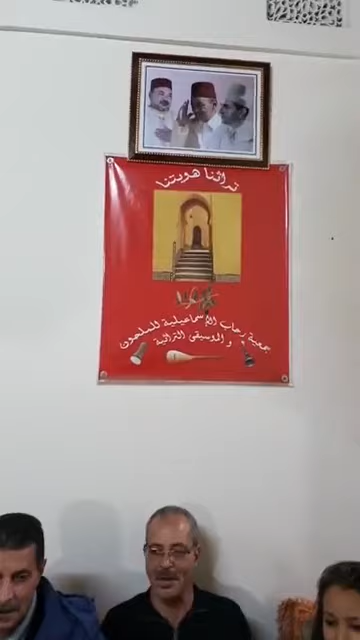 تراثنا هويتنا
جمعية رحاب الإسماعيلية للملحون
و الموسيقى التراثية